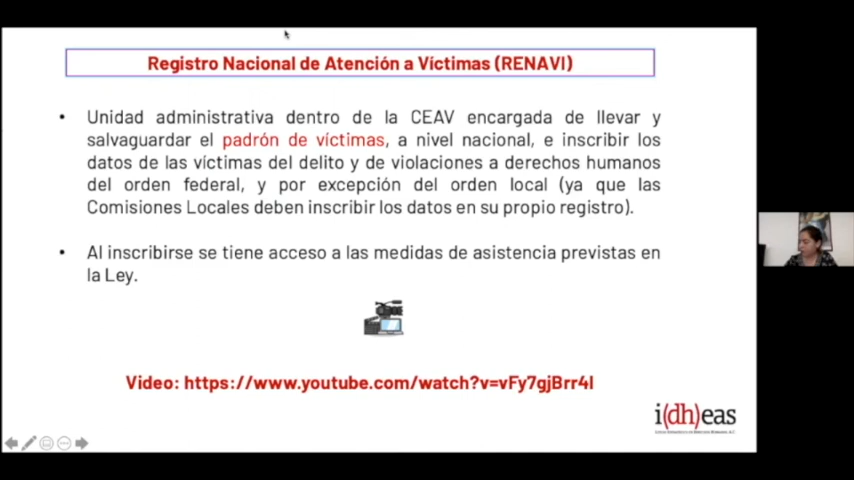 Registro Nacional de Atención a Víctimas (RENAVI)
• Unidad administrativa dentro de la CEAV encargada de llevar y
salvaguardar el padrón de víctimas, a nivel nacional, e inscribir los
datos de las víctimas del delito y de violaciones a derechos humanos
del orden federal, y por excepción del orden local (ya que las
Comisiones Locales deben inscribir los datos en su propio registro).
• Al inscribirse se tiene acceso a las medidas de asistencia previstas en
la Ley.
Video: https://www.youtube.com/watch?v=vFy7gjBrr4I
i(dh)eas